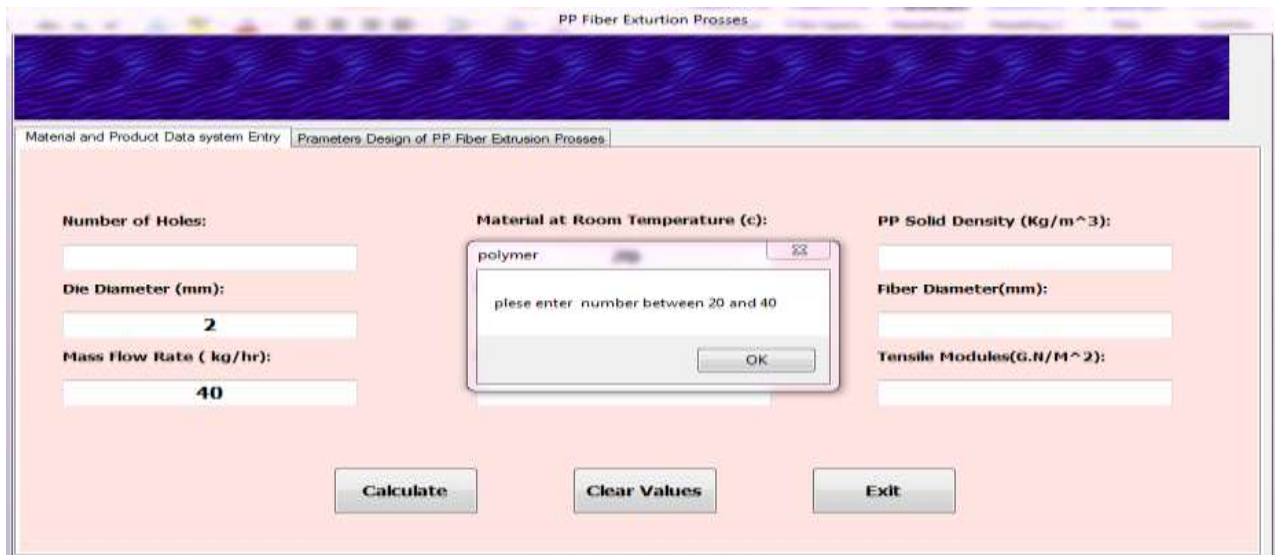 PP Fiber Exturtion Prosses
Material and Product Data system Entry
Prameters Design of PP Fiber Extrusion Prosses
Number of Holes:
Material at Room Temperature (c):
PP Solid Density (Kg/m^3):
polymer
plese enter number between 20 and 40
OK
Die Diameter (mm):
2
Fiber Diameter(mm):
Mass Flow Rate ( kg/hr):
40
Tensile Modules(G.N/M^2):
Calculate
Clear Values
Exit